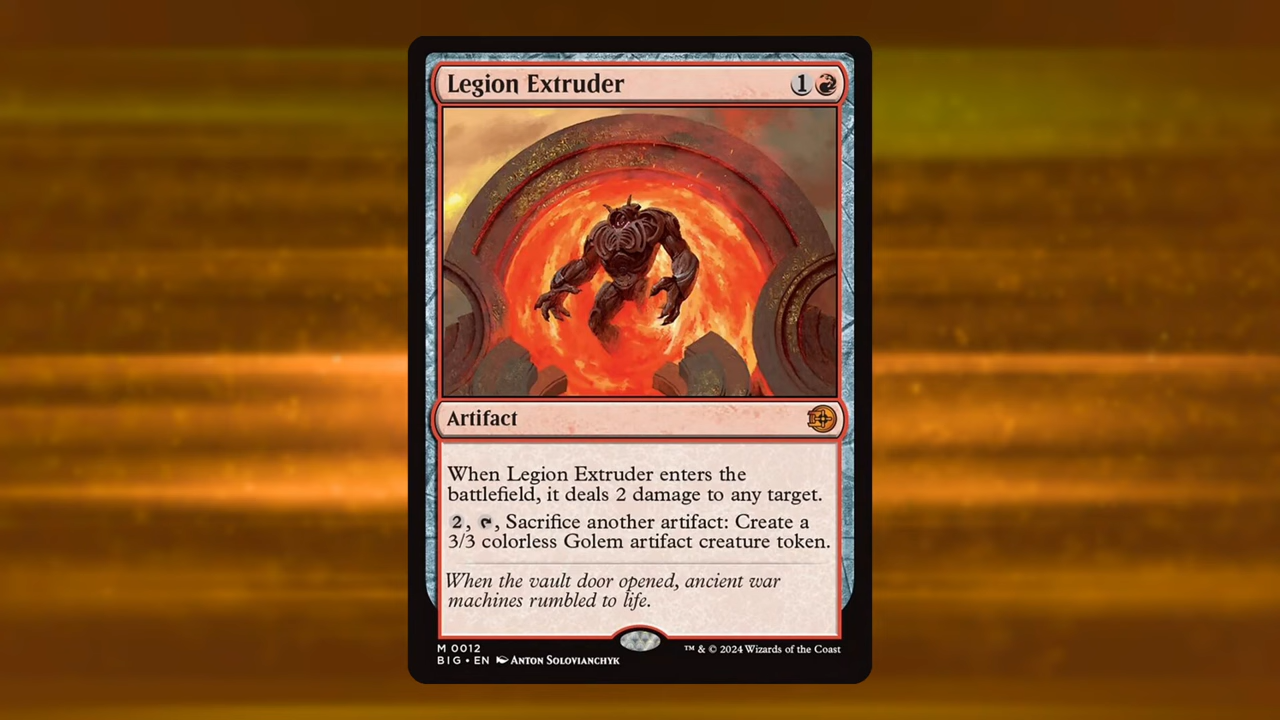 Legion Extruder 1
Artifact
When Legion Extruder enters the
battlefield, it deals 2 damage to any target.
2, , Sacrifice another artifact: Create a
3/3 colorless Golem artifact creature token.
When the vault door opened, ancient war
machines rumbled to life.
M 0012
BIG • EN Anton Solovianchyk
™ & © 2024 Wizards of the Coast